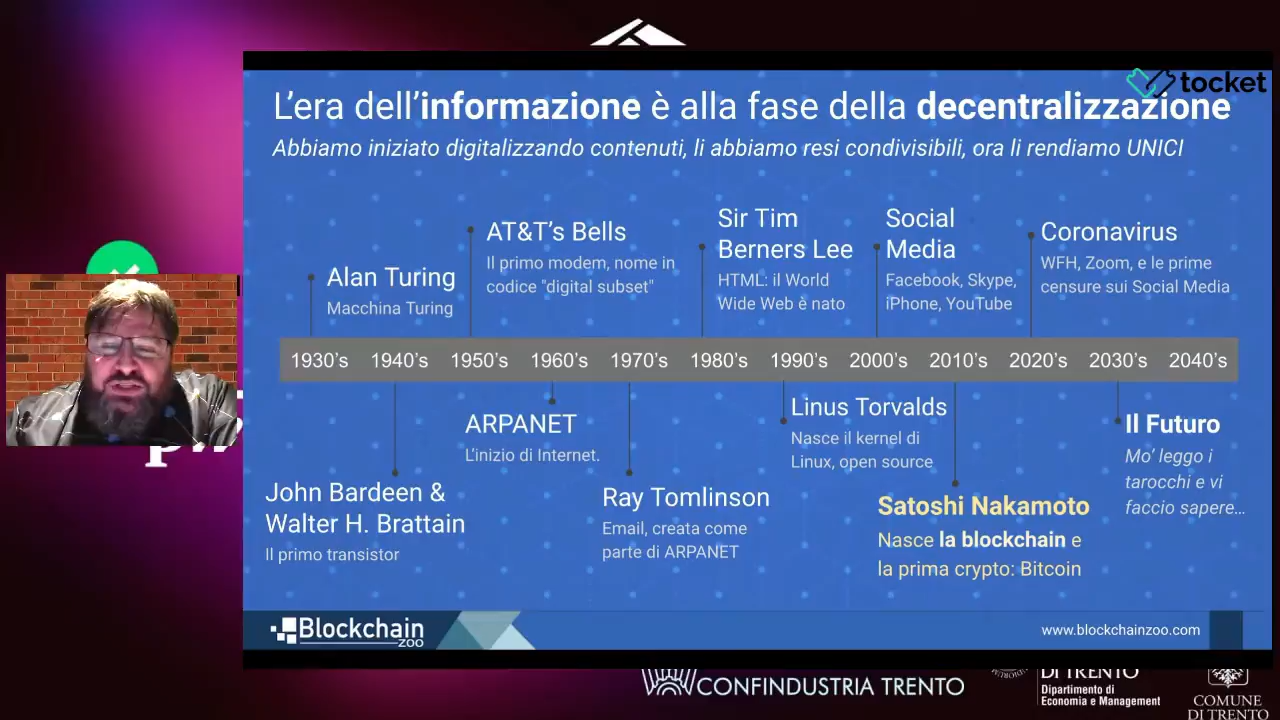 tocket
L'era dell'informazione è alla fase della decentralizzazione
Abbiamo iniziato digitalizzando contenuti, li abbiamo resi condivisibili, ora li rendiamo UNICI
Alan Turing
Macchina Turing
AT&T's Bells
Il primo modem, nome in
codice "digital subset"
Sir Tim
Berners Lee
HTML: il World
Wide Web è nato
Social
Media
Facebook, Skype,
iPhone, YouTube
Coronavirus
WFH, Zoom, e le prime
censure sui Social Media
1930's 1940's 1950's 1960's 1970's 1980's 1990's 2000's 2010's 2020's 2030's 2040's
John Bardeen &
Walter H. Brattain
Il primo transistor
ARPANET
L'inizio di Internet.
Ray Tomlinson
Email, creata come
parte di ARPANET
Linus Torvalds
Nasce il kernel di
Linux, open source
Satoshi Nakamoto
Nasce la blockchain e
la prima crypto: Bitcoin
Il Futuro
Mo' leggo i
tarocchi e vi
faccio sapere...
Blockchain
zoo
www.blockchainzoo.com
CONFINDUSTRIA TRENTO
DI TRENTO
Dipartimento di
Economia e Management
COMUNE
DI TRENTO